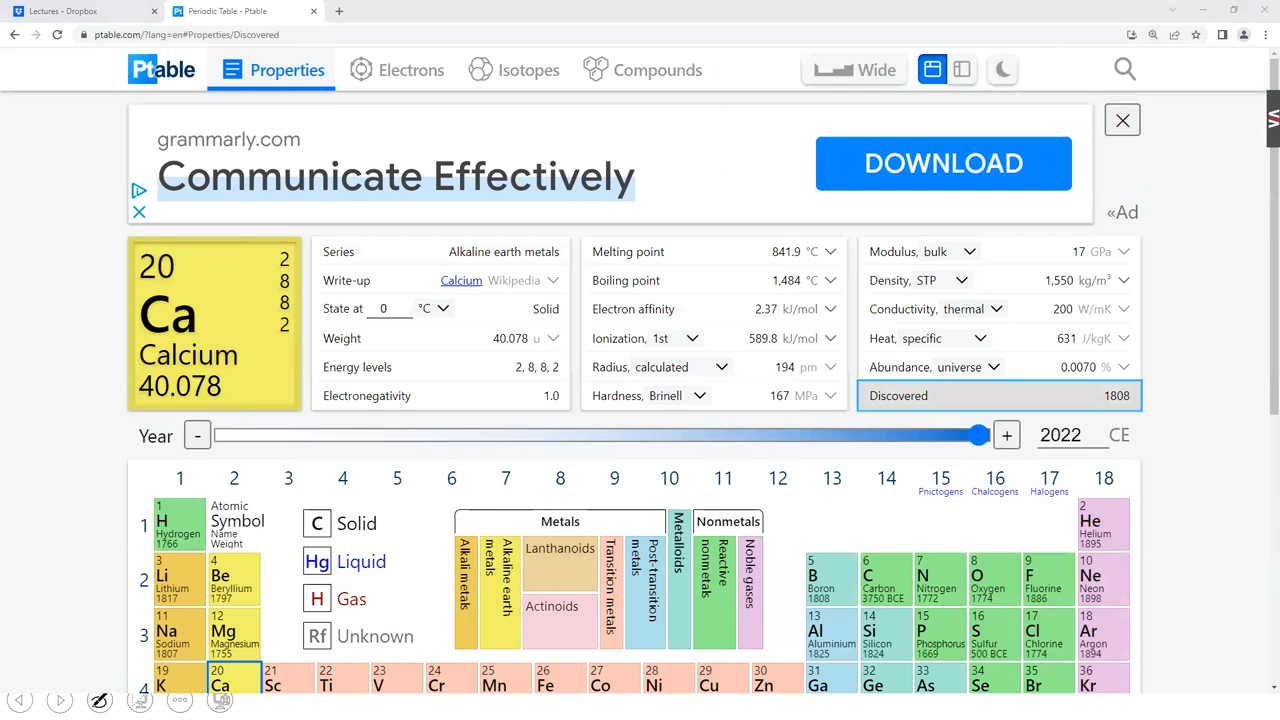 Lectures - Dropbox
Periodic Table - Ptable
ptable.com/?lang=en#Properties/Discovered
Ptable
Properties
Electrons
Isotopes
Compounds
Wide
grammarly.com
Communicate Effectively
DOWNLOAD
«Ad
20
Ca
Calcium
40.078
2
8
8
2
Series Alkaline earth metals
Write-up Calcium Wikipedia
State at 0 °C Solid
Weight 40.078 u
Energy levels 2, 8, 8, 2
Electronegativity 1.0
Melting point 841.9 °C
Boiling point 1,484 °C
Electron affinity 2.37 kJ/mol
Ionization, 1st 589.8 kJ/mol
Radius, calculated 194 pm
Hardness, Brinell 167 MPa
Modulus, bulk 17 GPa
Density, STP 1,550 kg/m³
Conductivity, thermal 200 W/mK
Heat, specific 631 J/kgK
Abundance, universe 0.0070 %
Discovered 1808
Year - + 2022 CE
1 2 3 4 5 6 7 8 9 10 11 12 13 14 15 16 17 18
Pnictogens Chalcogens Halogens
1
1
H
Hydrogen
1766
Atomic
Symbol
Name
Weight
C Solid
Hg Liquid
H Gas
Rf Unknown
Metals
Metalloids
Nonmetals
Alkali metals
Alkaline earth metals
Lanthanoids
Actinoids
Transition metals
Post-transition metals
Reactive nonmetals
Noble gases
2
He
Helium
1895
2
3
Li
Lithium
1817
4
Be
Beryllium
1797
5
B
Boron
1808
6
C
Carbon
3750 BCE
7
N
Nitrogen
1772
8
O
Oxygen
1774
9
F
Fluorine
1886
10
Ne
Neon
1898
3
11
Na
Sodium
1807
12
Mg
Magnesium
1755
13
Al
Aluminium
1825
14
Si
Silicon
1824
15
P
Phosphorus
1669
16
S
Sulfur
500 BCE
17
Cl
Chlorine
1774
18
Ar
Argon
1894
4
19
K
20
Ca
21
Sc
22
Ti
23
V
24
Cr
25
Mn
26
Fe
27
Co
28
Ni
29
Cu
30
Zn
31
Ga
32
Ge
33
As
34
Se
35
Br
36
Kr